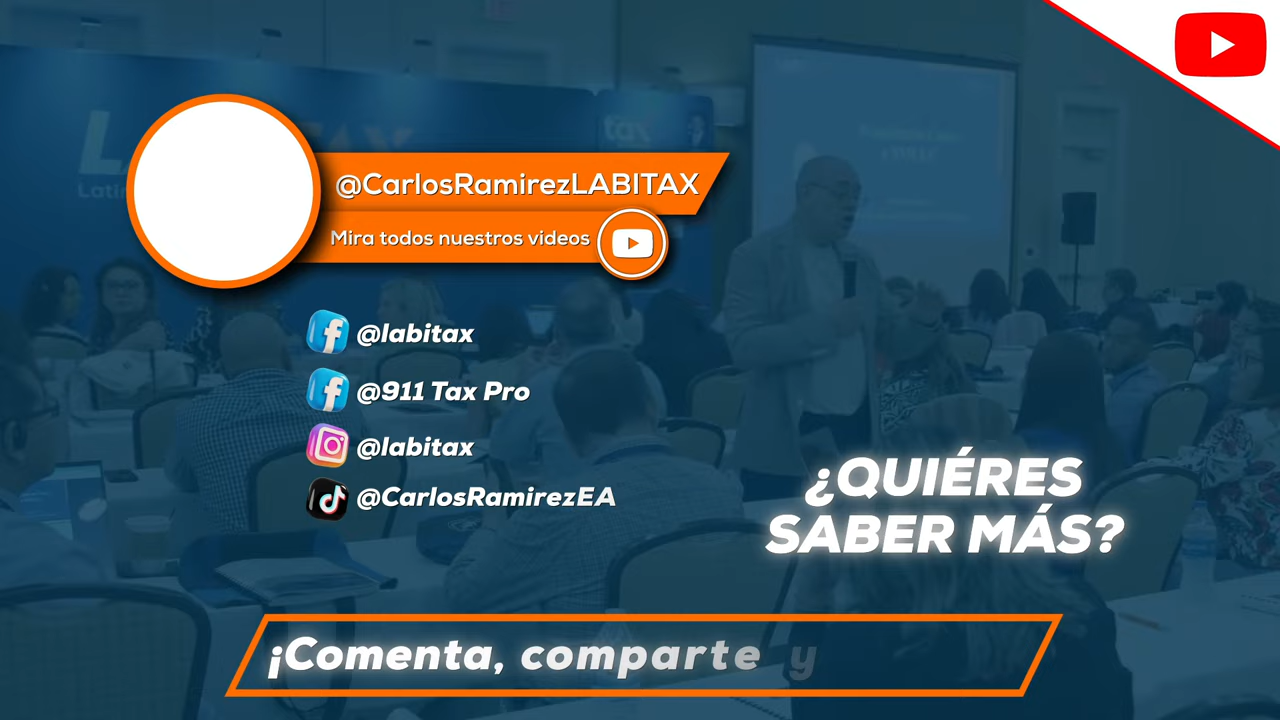 @CarlosRamirezLABITAX
Mira todos nuestros videos
@labitax
@911 Tax Pro
@labitax
@CarlosRamirezEA
¿QUIÉRES
SABER MÁS?
¡Comenta, comparte y